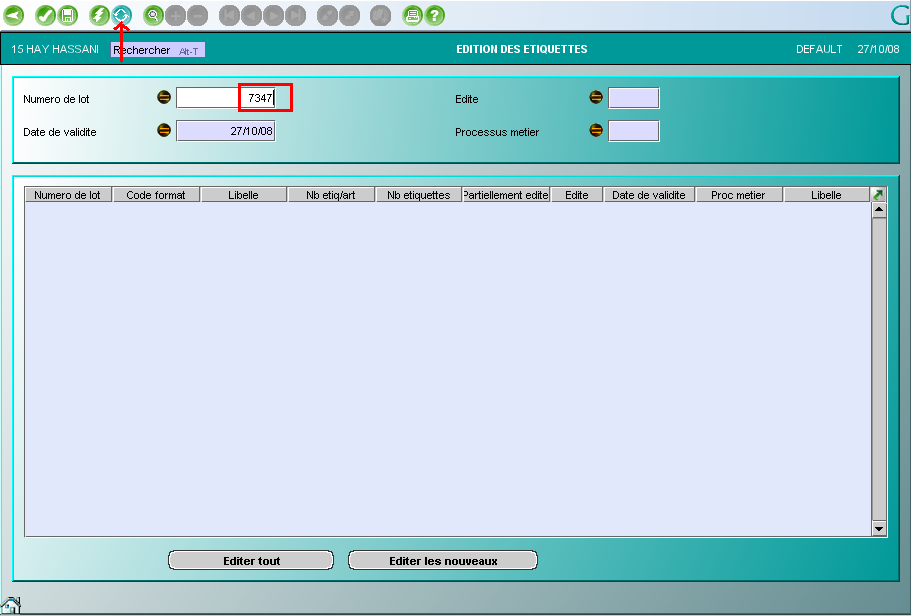 G
15 HAY HASSANI Rechercher Alt-T EDITION DES ETIQUETTES DEFAULT 27/10/08
Numero de lot 7347 Edite
Date de validite 27/10/08 Processus metier
Numero de lot Code format Libelle Nb etiq/art Nb etiquettes Partiellement edite Edite Date de validite Proc metier Libelle
Editer tout Editer les nouveaux